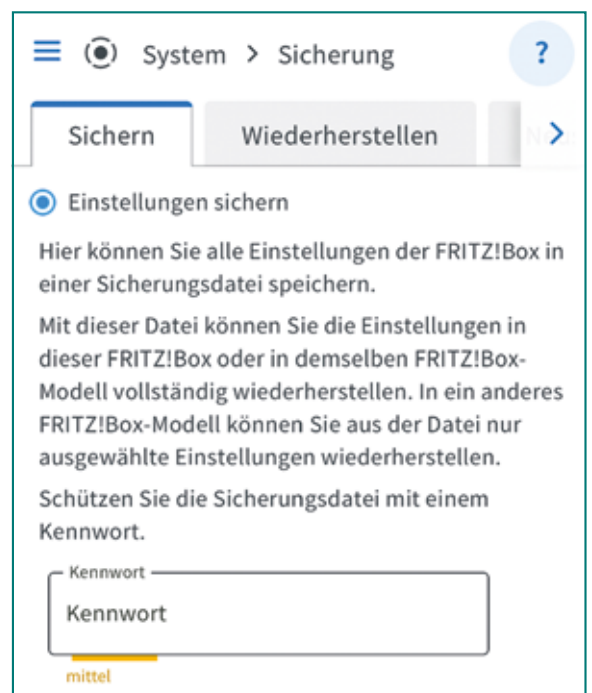 System > Sicherung ?
Sichern Wiederherstellen
Einstellungen sichern
Hier können Sie alle Einstellungen der FRITZ!Box in
einer Sicherungsdatei speichern.
Mit dieser Datei können Sie die Einstellungen in
dieser FRITZ!Box oder in demselben FRITZ!Box-
Modell vollständig wiederherstellen. In ein anderes
FRITZ!Box-Modell können Sie aus der Datei nur
ausgewählte Einstellungen wiederherstellen.
Schützen Sie die Sicherungsdatei mit einem
Kennwort.
Kennwort
Kennwort
mittel